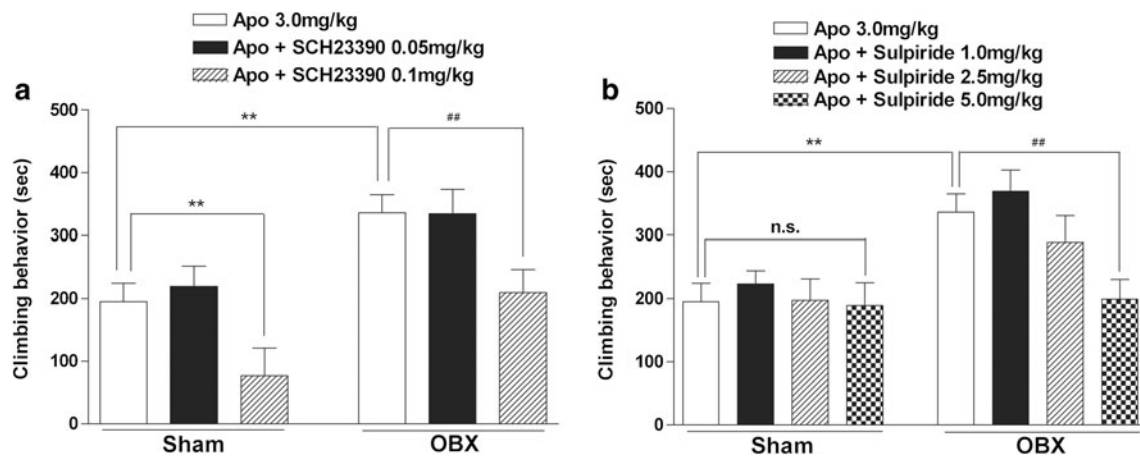 Apo 3.0mg/kg
Apo + SCH23390 0.05mg/kg
Apo + SCH23390 0.1mg/kg
a
500
400
300
200
100
0
Climbing behavior (sec)
**
##
**
Sham
OBX
Apo 3.0mg/kg
Apo + Sulpiride 1.0mg/kg
Apo + Sulpiride 2.5mg/kg
Apo + Sulpiride 5.0mg/kg
b
500
400
300
200
100
0
Climbing behavior (sec)
**
##
n.s.
Sham
OBX